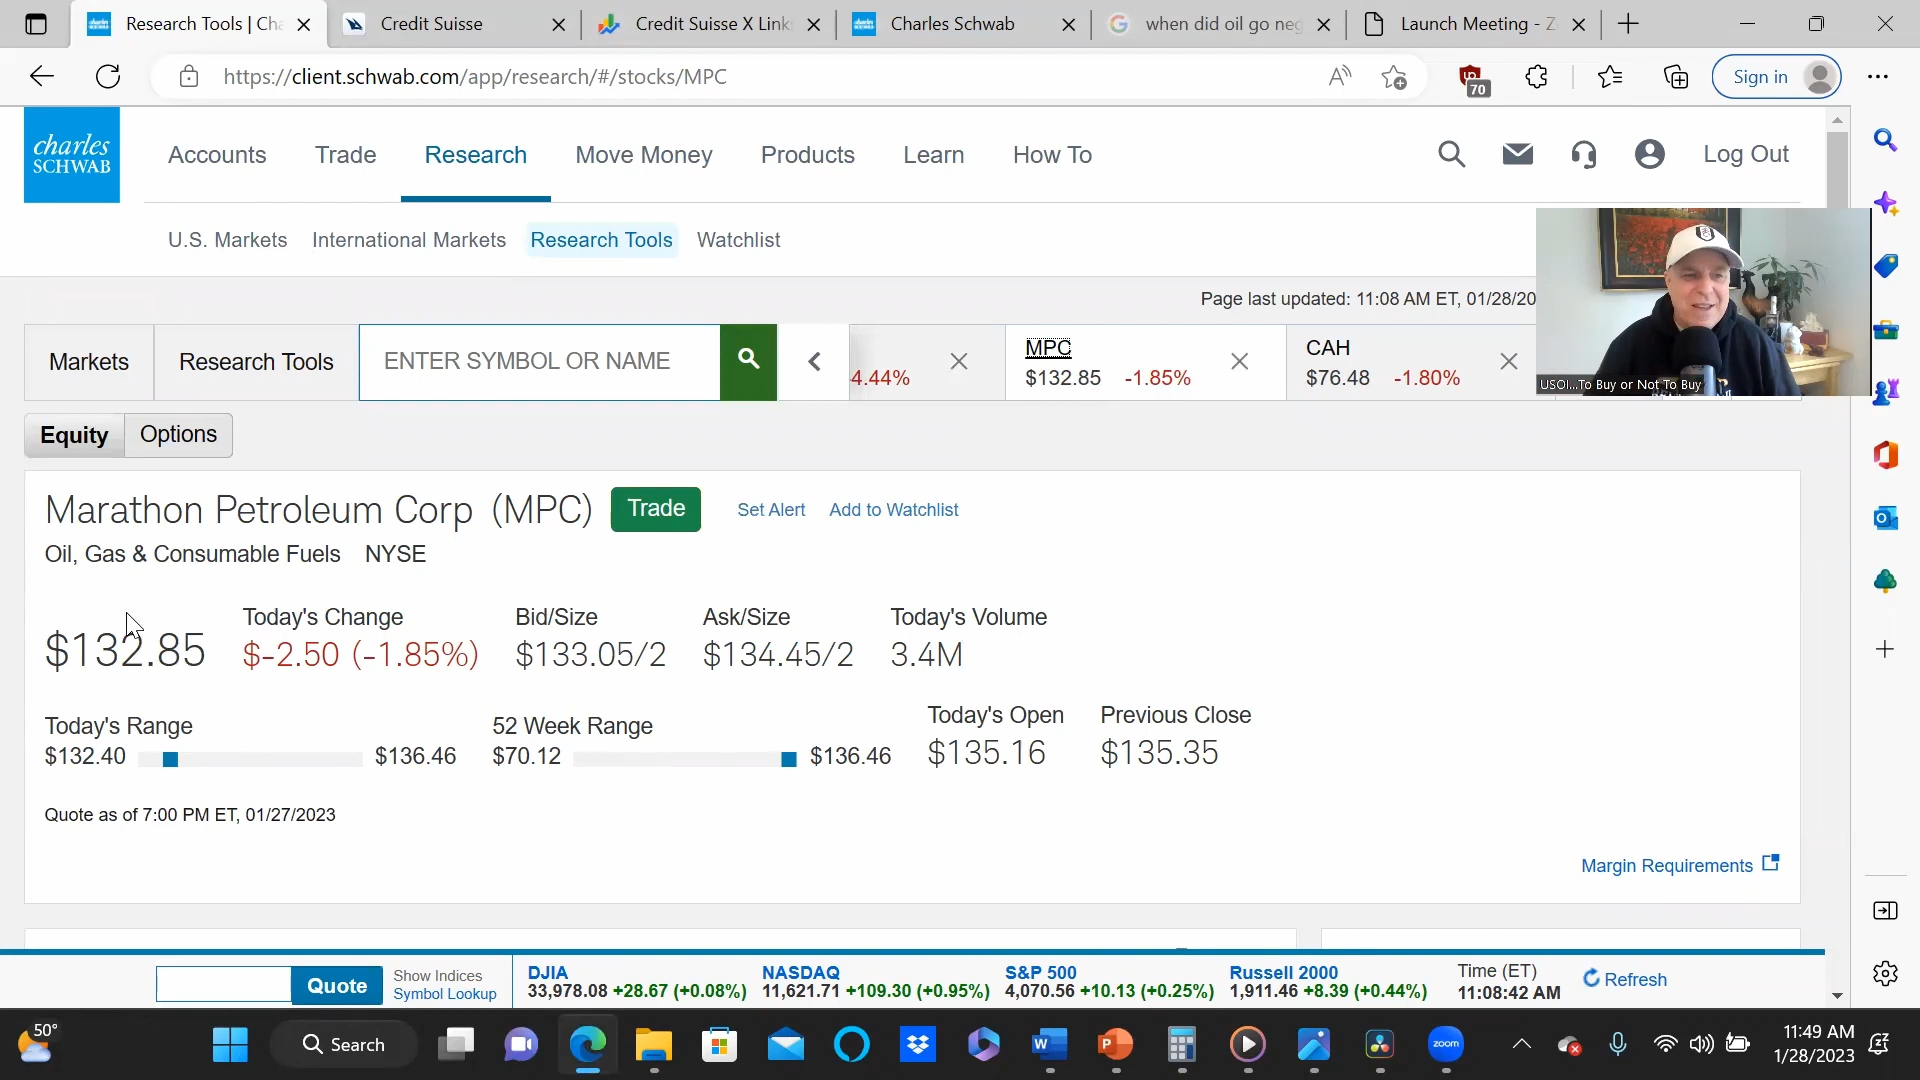 Research Tools | Cha
Credit Suisse
Credit Suisse X Link
Charles Schwab
when did oil go neg
Launch Meeting - Z
https://client.schwab.com/app/research/#/stocks/MPC
70
Sign in
charles
SCHWAB
Accounts
Trade
Research
Move Money
Products
Learn
How To
Log Out
U.S. Markets
International Markets
Research Tools
Watchlist
Page last updated: 11:08 AM ET, 01/28/20
Markets
Research Tools
ENTER SYMBOL OR NAME
4.44%
MPC
$132.85 -1.85%
CAH
$76.48 -1.80%
USOI...To Buy or Not To Buy
Equity
Options
Marathon Petroleum Corp (MPC)
Trade
Set Alert
Add to Watchlist
Oil, Gas & Consumable Fuels NYSE
$132.85
Today's Change
$-2.50 (-1.85%)
Bid/Size
$133.05/2
Ask/Size
$134.45/2
Today's Volume
3.4M
Today's Range
$132.40
$136.46
52 Week Range
$70.12
$136.46
Today's Open
$135.16
Previous Close
$135.35
Quote as of 7:00 PM ET, 01/27/2023
Margin Requirements
Quote
Show Indices
Symbol Lookup
DJIA
33,978.08 +28.67 (+0.08%)
NASDAQ
11,621.71 +109.30 (+0.95%)
S&P 500
4,070.56 +10.13 (+0.25%)
Russell 2000
1,911.46 +8.39 (+0.44%)
Time (ET)
11:08:42 AM
Refresh
50°
Search
W
P
zoom
11:49 AM
1/28/2023